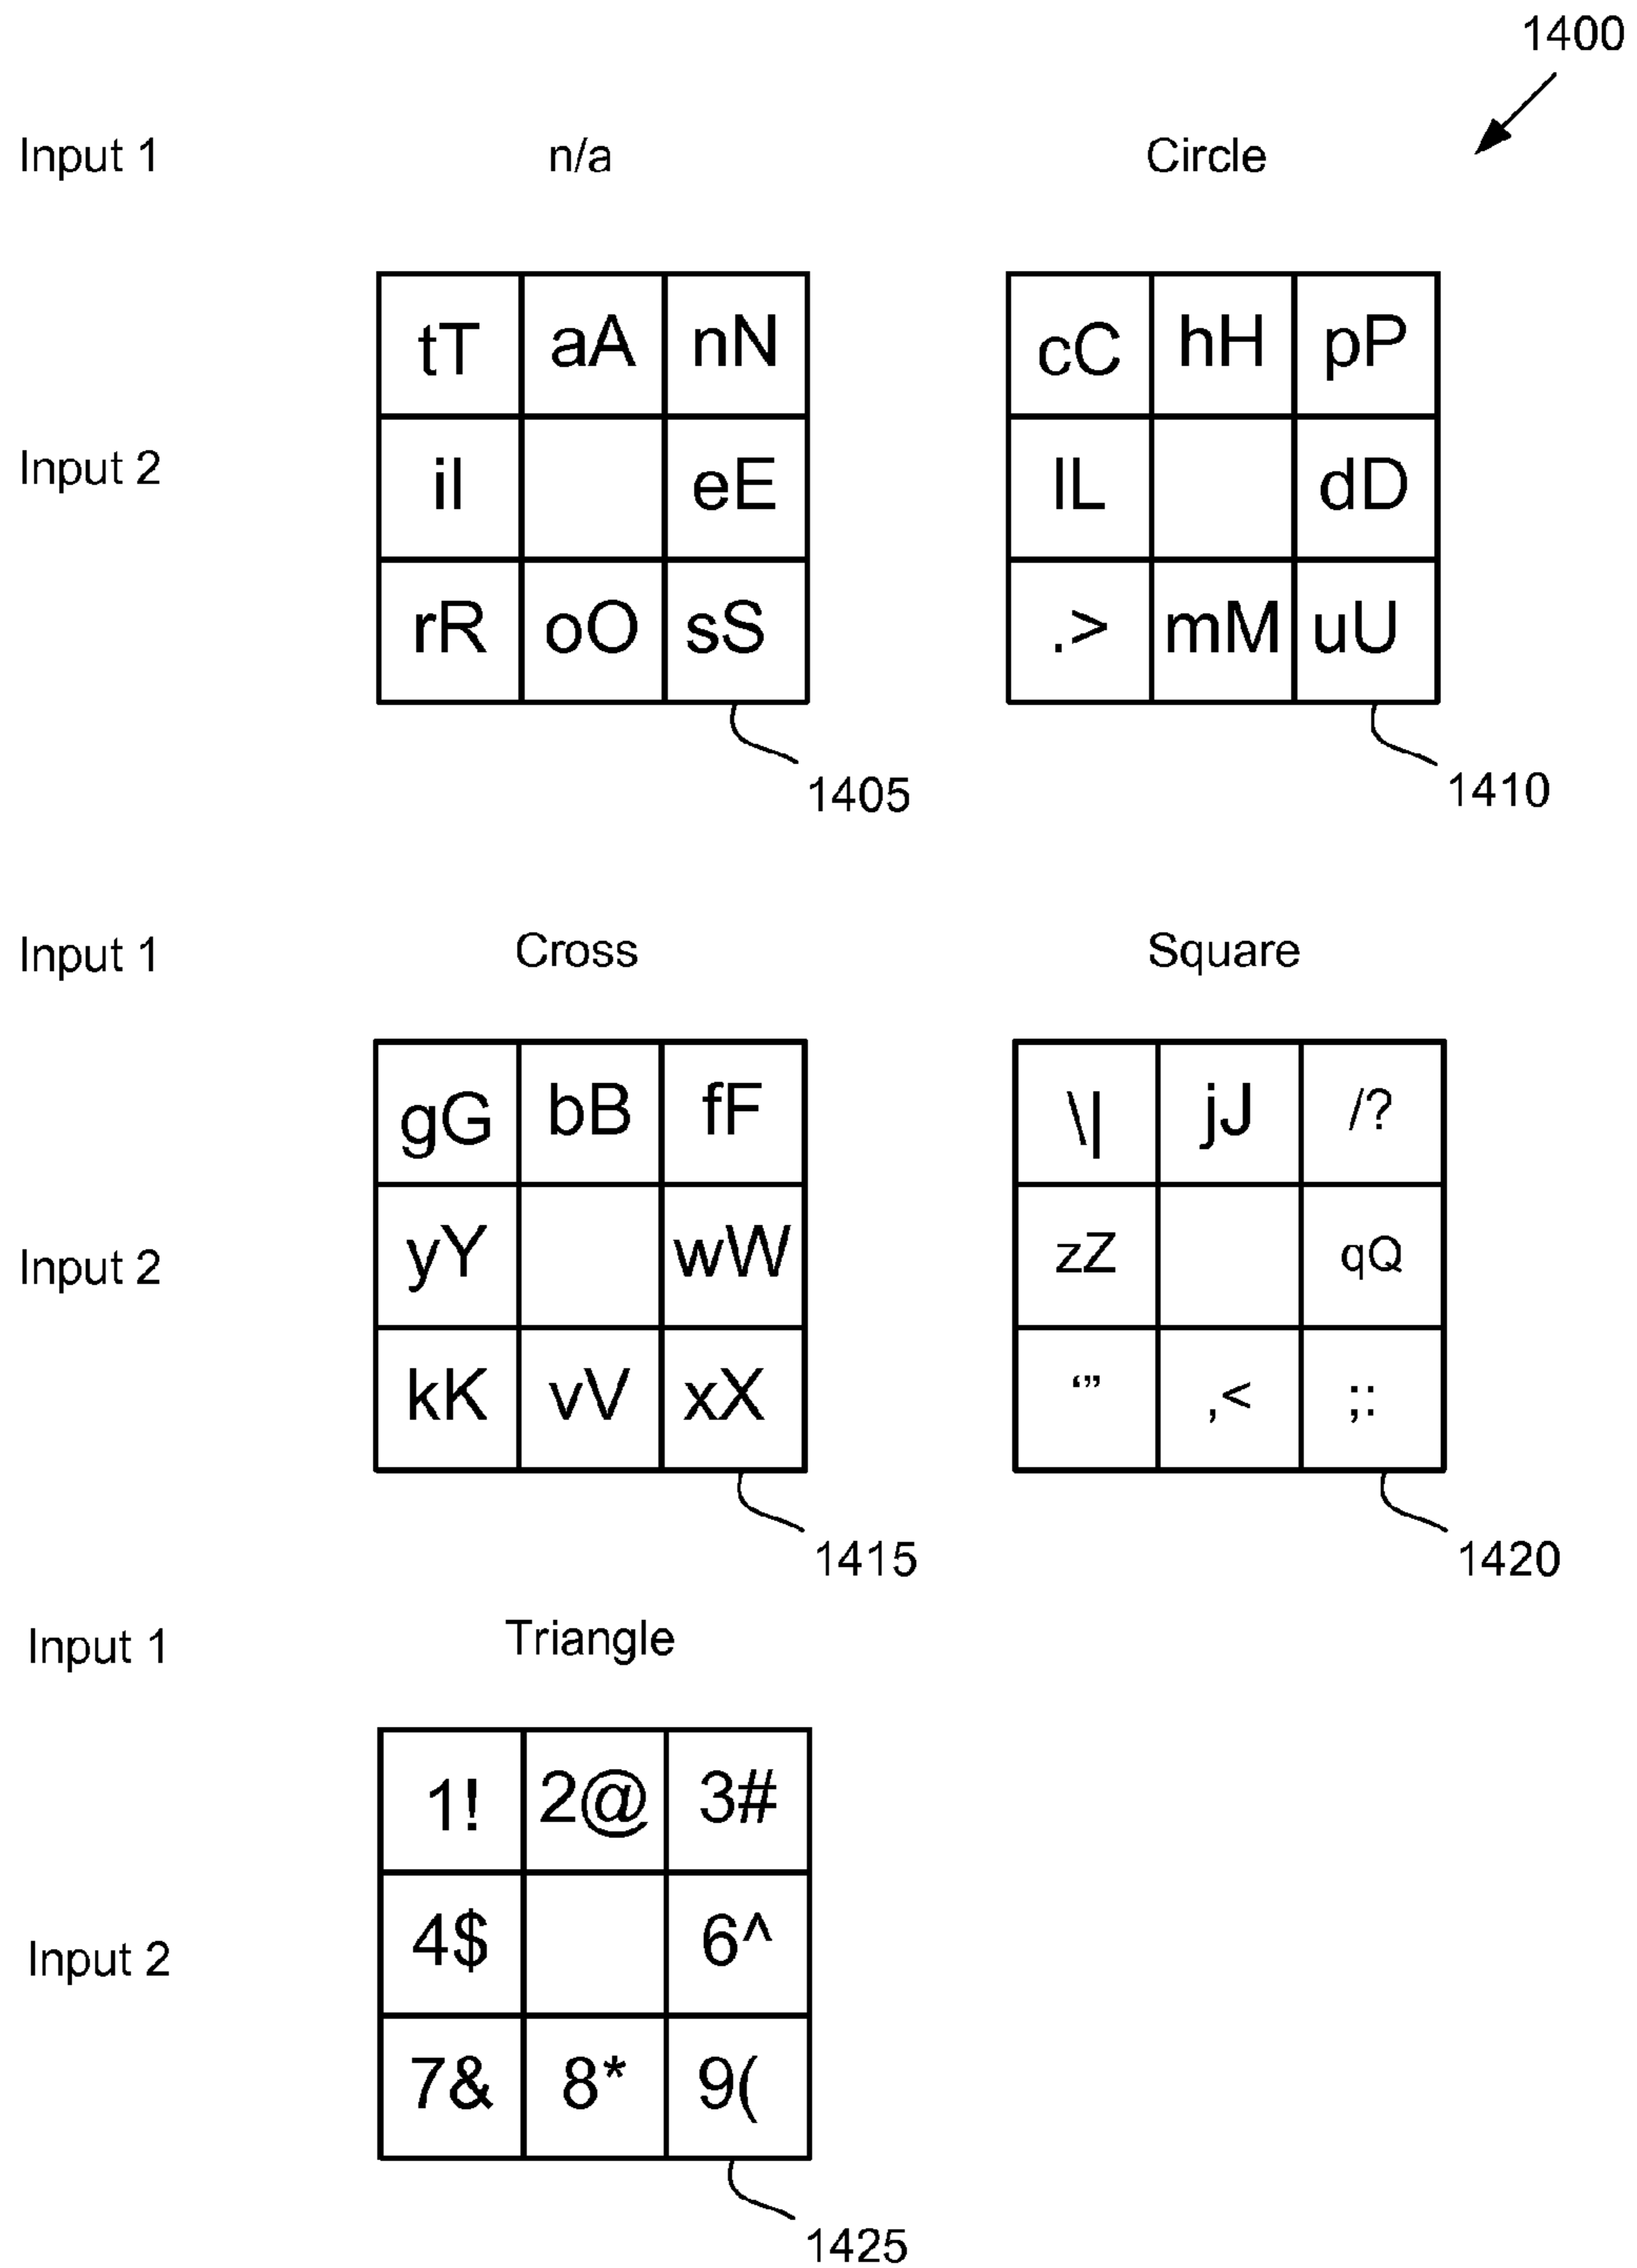 1400
Input 1 n/a Circle
tT aA nN cC hH pP
Input 2 iI eE lL dD
rR oO sS .> mM uU
1405 1410
Input 1 Cross Square
gG bB fF \| jJ /?
Input 2 yY wW zZ qQ
kK vV xX ‘” ,< ;:
1415 1420
Input 1 Triangle
1! 2@ 3#
Input 2 4$ 6^
7& 8* 9(
1425